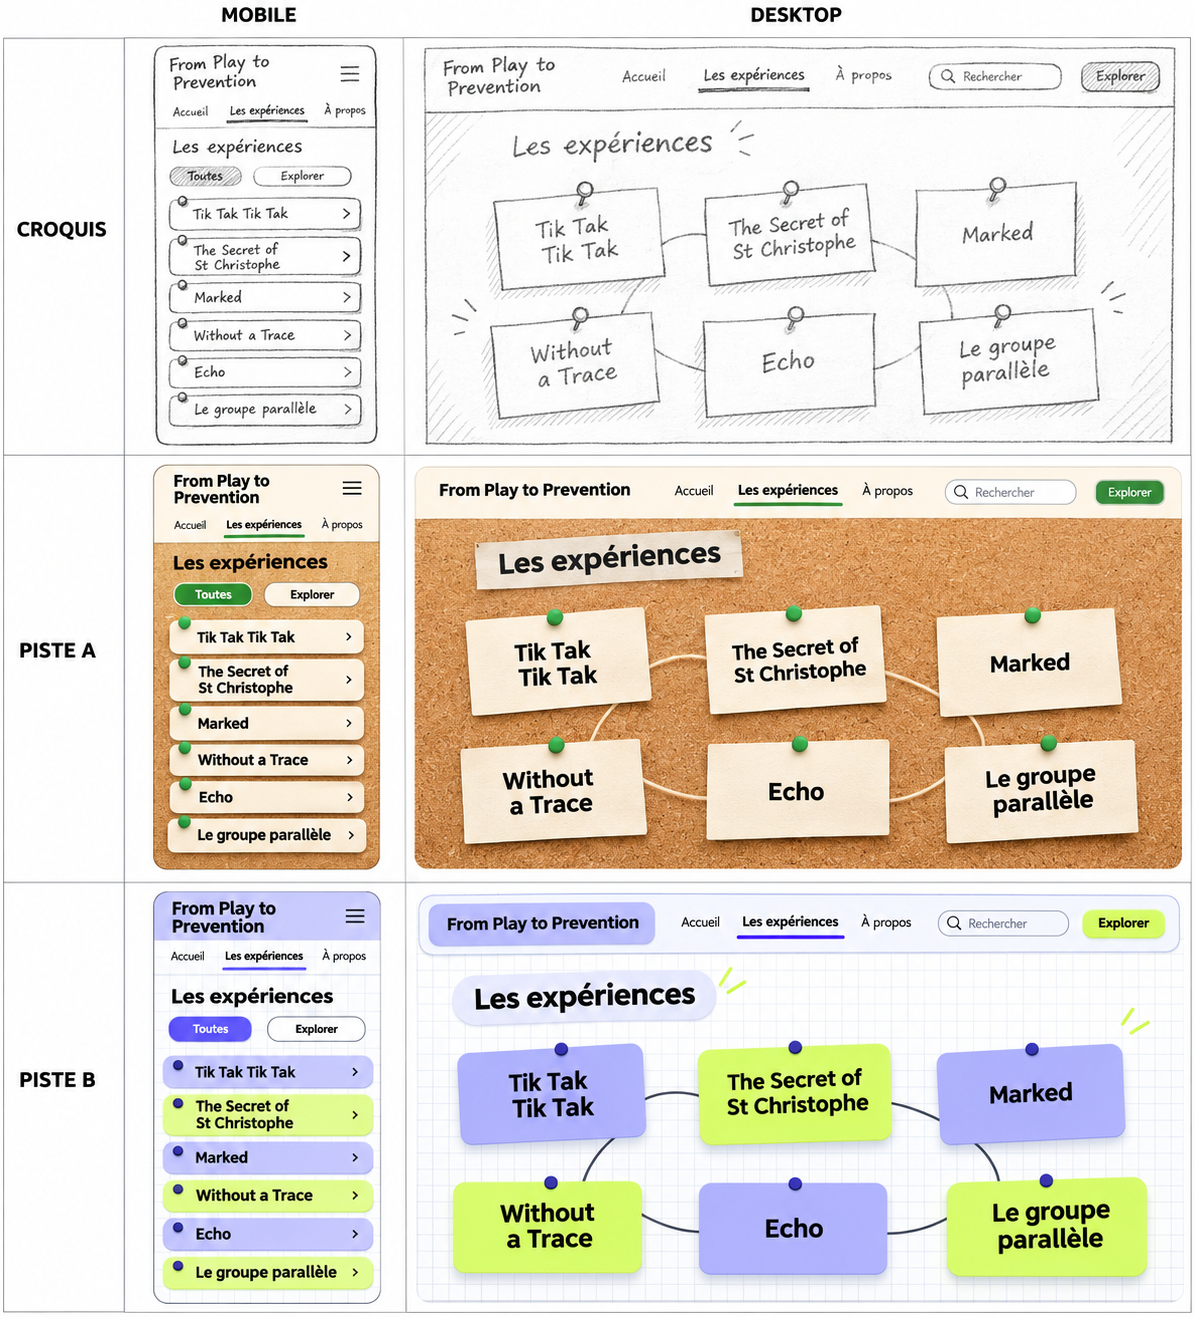 MOBILE
DESKTOP
CROQUIS
From Play to
Prevention
Accueil
Les expériences
À propos
Les expériences
Toutes
Explorer
Tik Tak Tik Tak
The Secret of
St Christophe
Marked
Without a Trace
Echo
Le groupe parallèle
From Play to
Prevention
Accueil
Les expériences
À propos
Rechercher
Explorer
Les expériences
Tik Tak
Tik Tak
The Secret of
St Christophe
Marked
Without
a Trace
Echo
Le groupe
parallèle
PISTE A
From Play to
Prevention
Accueil
Les expériences
À propos
Les expériences
Toutes
Explorer
Tik Tak Tik Tak
The Secret of
St Christophe
Marked
Without a Trace
Echo
Le groupe parallèle
From Play to Prevention
Accueil
Les expériences
À propos
Rechercher
Explorer
Les expériences
Tik Tak
Tik Tak
The Secret of
St Christophe
Marked
Without
a Trace
Echo
Le groupe
parallèle
PISTE B
From Play to
Prevention
Accueil
Les expériences
À propos
Les expériences
Toutes
Explorer
Tik Tak Tik Tak
The Secret of
St Christophe
Marked
Without a Trace
Echo
Le groupe parallèle
From Play to Prevention
Accueil
Les expériences
À propos
Rechercher
Explorer
Les expériences
Tik Tak
Tik Tak
The Secret of
St Christophe
Marked
Without
a Trace
Echo
Le groupe
parallèle